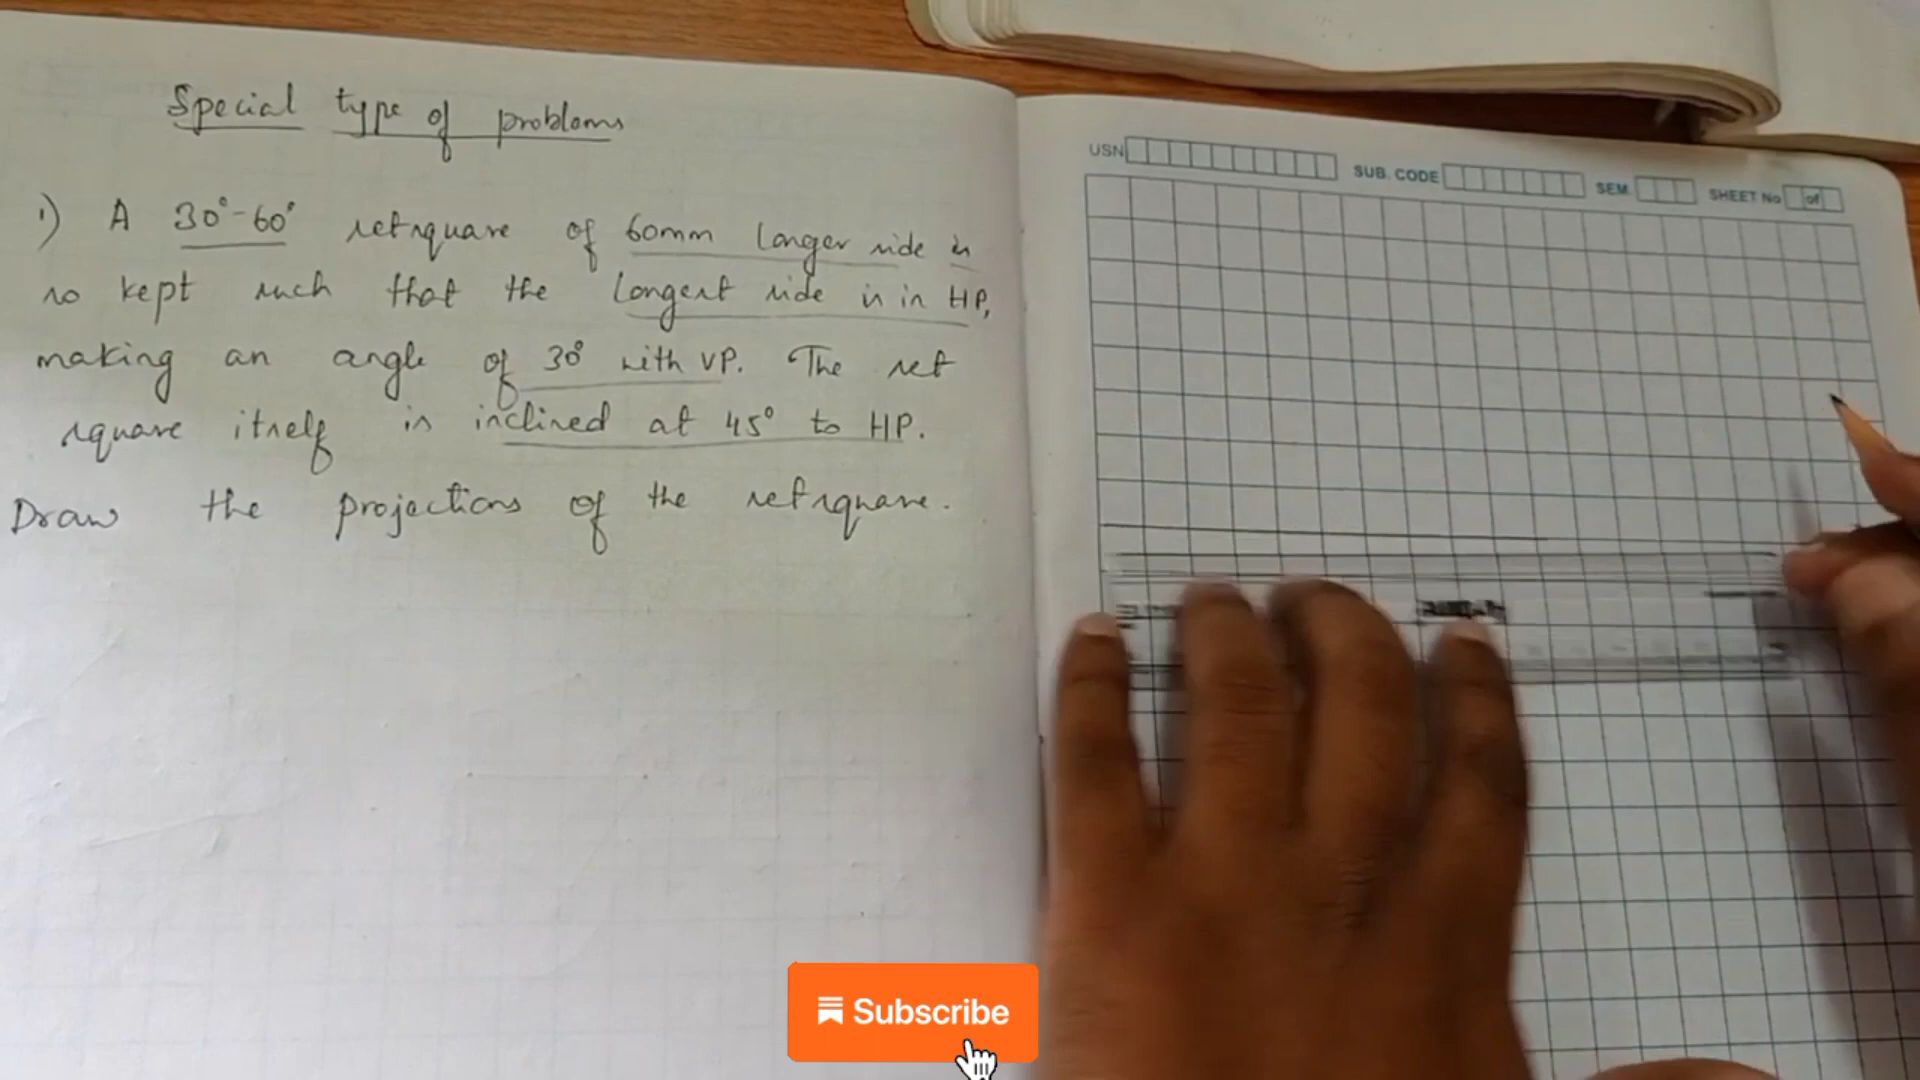 Special type of problems
1) A 30°-60° setsquare of 60mm longer side is
so kept such that the longest side is in HP,
making an angle of 30° with VP. The set
square itself is inclined at 45° to HP.
Draw the projections of the setsquare.
USN SUB. CODE SEM SHEET No of
Subscribe